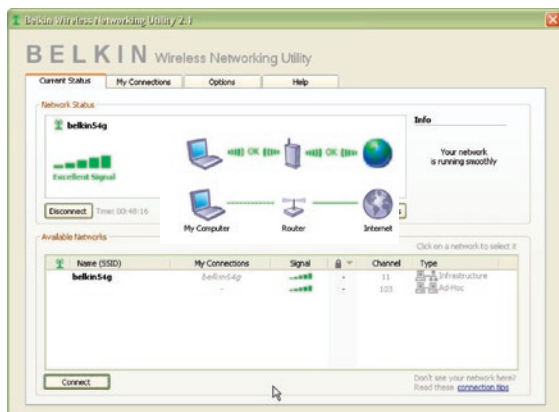 Belkin Wireless Networking Utility 2.1
BELKIN Wireless Networking Utility
Current Status My Connections Options Help
Network Status
belkin54g
Excellent Signal
OK OK
Info
Your network
is running smoothly
My Computer Router Internet
Disconnect Time: 00:48:16
Available Networks
Click on a network to select it
Name (SSID) My Connections Signal Channel Type
belkin54g belkin54g - 11 Infrastructure
- - 103 Ad-Hoc
Connect
Don't see your network here?
Read these connection tips